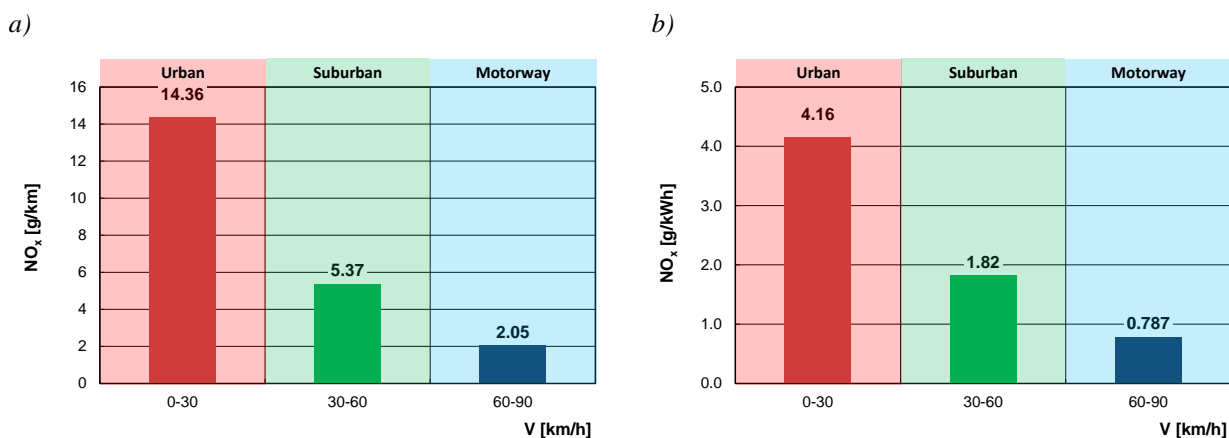 a)
Urban Suburban Motorway
16
14.36
14
12
10
8
6
5.37
4
2.05
2
0
NOx [g/km]
0-30 30-60 60-90
V [km/h]
b)
Urban Suburban Motorway
5.0
4.16
4.0
3.0
2.0
1.82
1.0
0.787
0.0
NOx [g/kWh]
0-30 30-60 60-90
V [km/h]